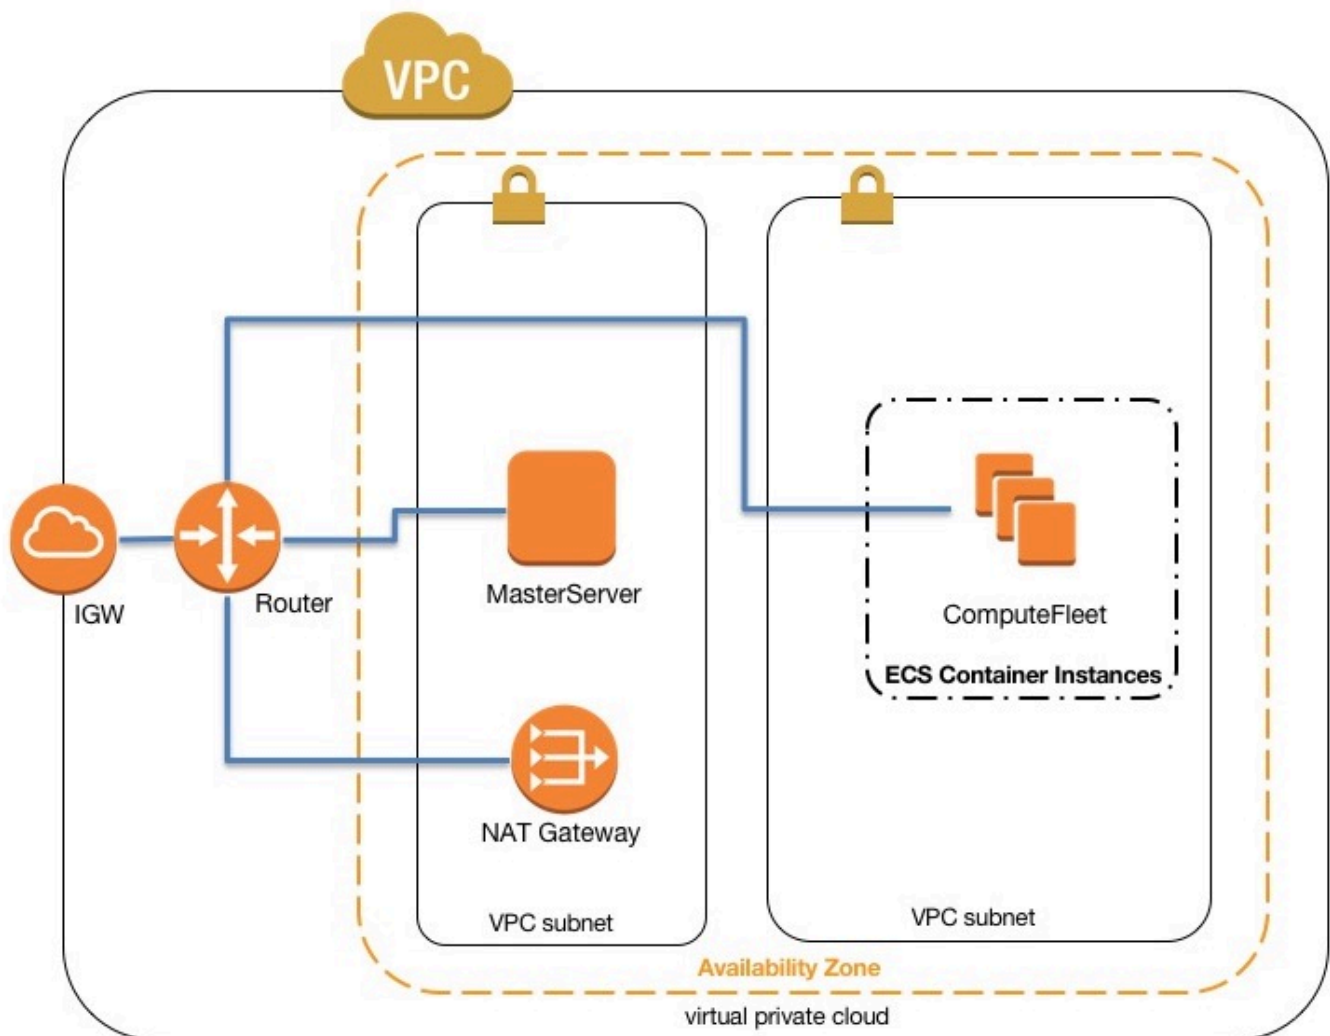 VPC
IGW
Router
MasterServer
NAT Gateway
VPC subnet
ComputeFleet
ECS Container Instances
VPC subnet
Availability Zone
virtual private cloud